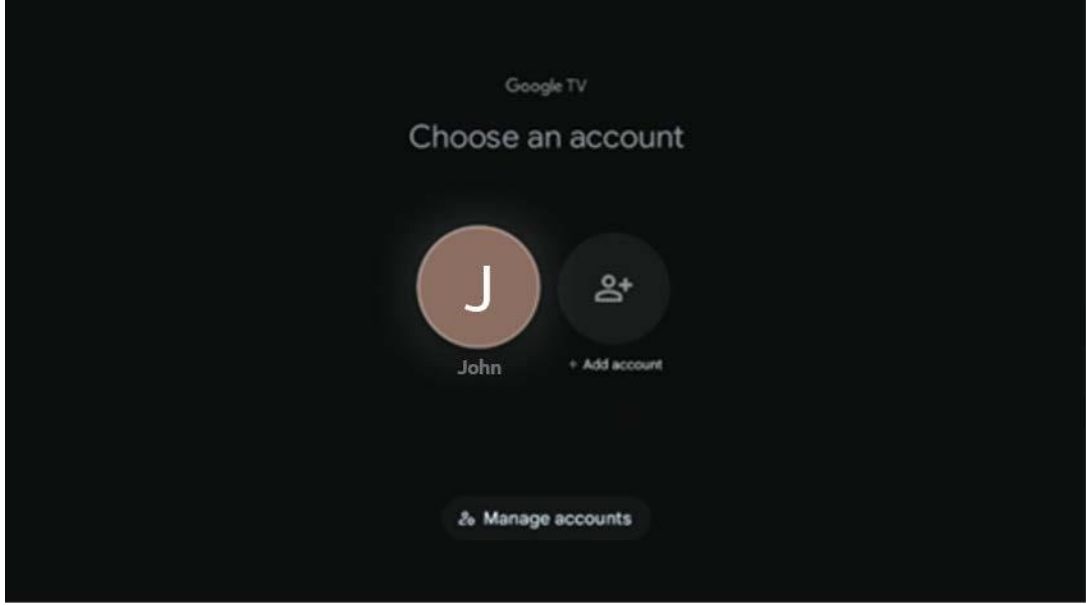 Google TV
Choose an account
J
John
+ Add account
Manage accounts